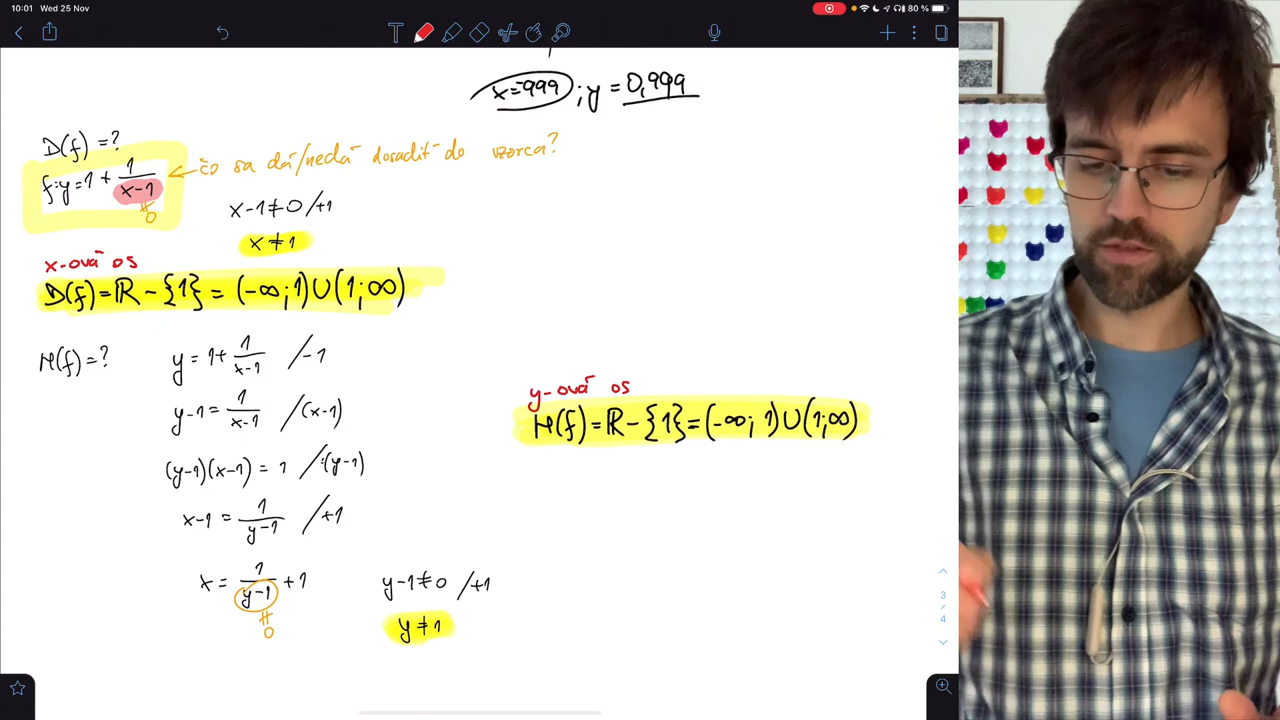 10:01 Wed 25 Nov
80 %
x=999 ; y = 0,999
D(f) = ?
f: y = 1 + 1/(x-1)
≠
0
čo sa dá/nedá dosadiť do vzorca?
x-1≠0 /+1
x ≠ 1
x-ová os
D(f) = R - {1} = (-∞; 1) ∪ (1; ∞)
H(f) = ?
y = 1 + 1/(x-1) /-1
y-1 = 1/(x-1) /·(x-1)
(y-1)(x-1) = 1 /:(y-1)
x-1 = 1/(y-1) /+1
x = 1/(y-1) + 1
≠
0
y-1≠0 /+1
y ≠ 1
y-ová os
H(f) = R - {1} = (-∞; 1) ∪ (1; ∞)
3
/
4